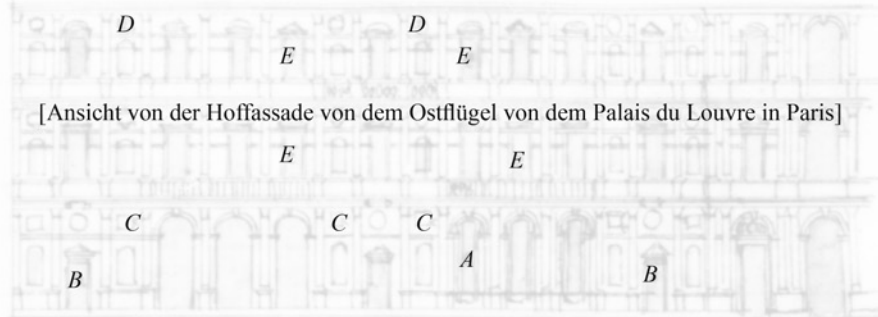 D D
E E
[Ansicht von der Hoffassade von dem Ostflügel von dem Palais du Louvre in Paris]
E E
C C C
A
B B